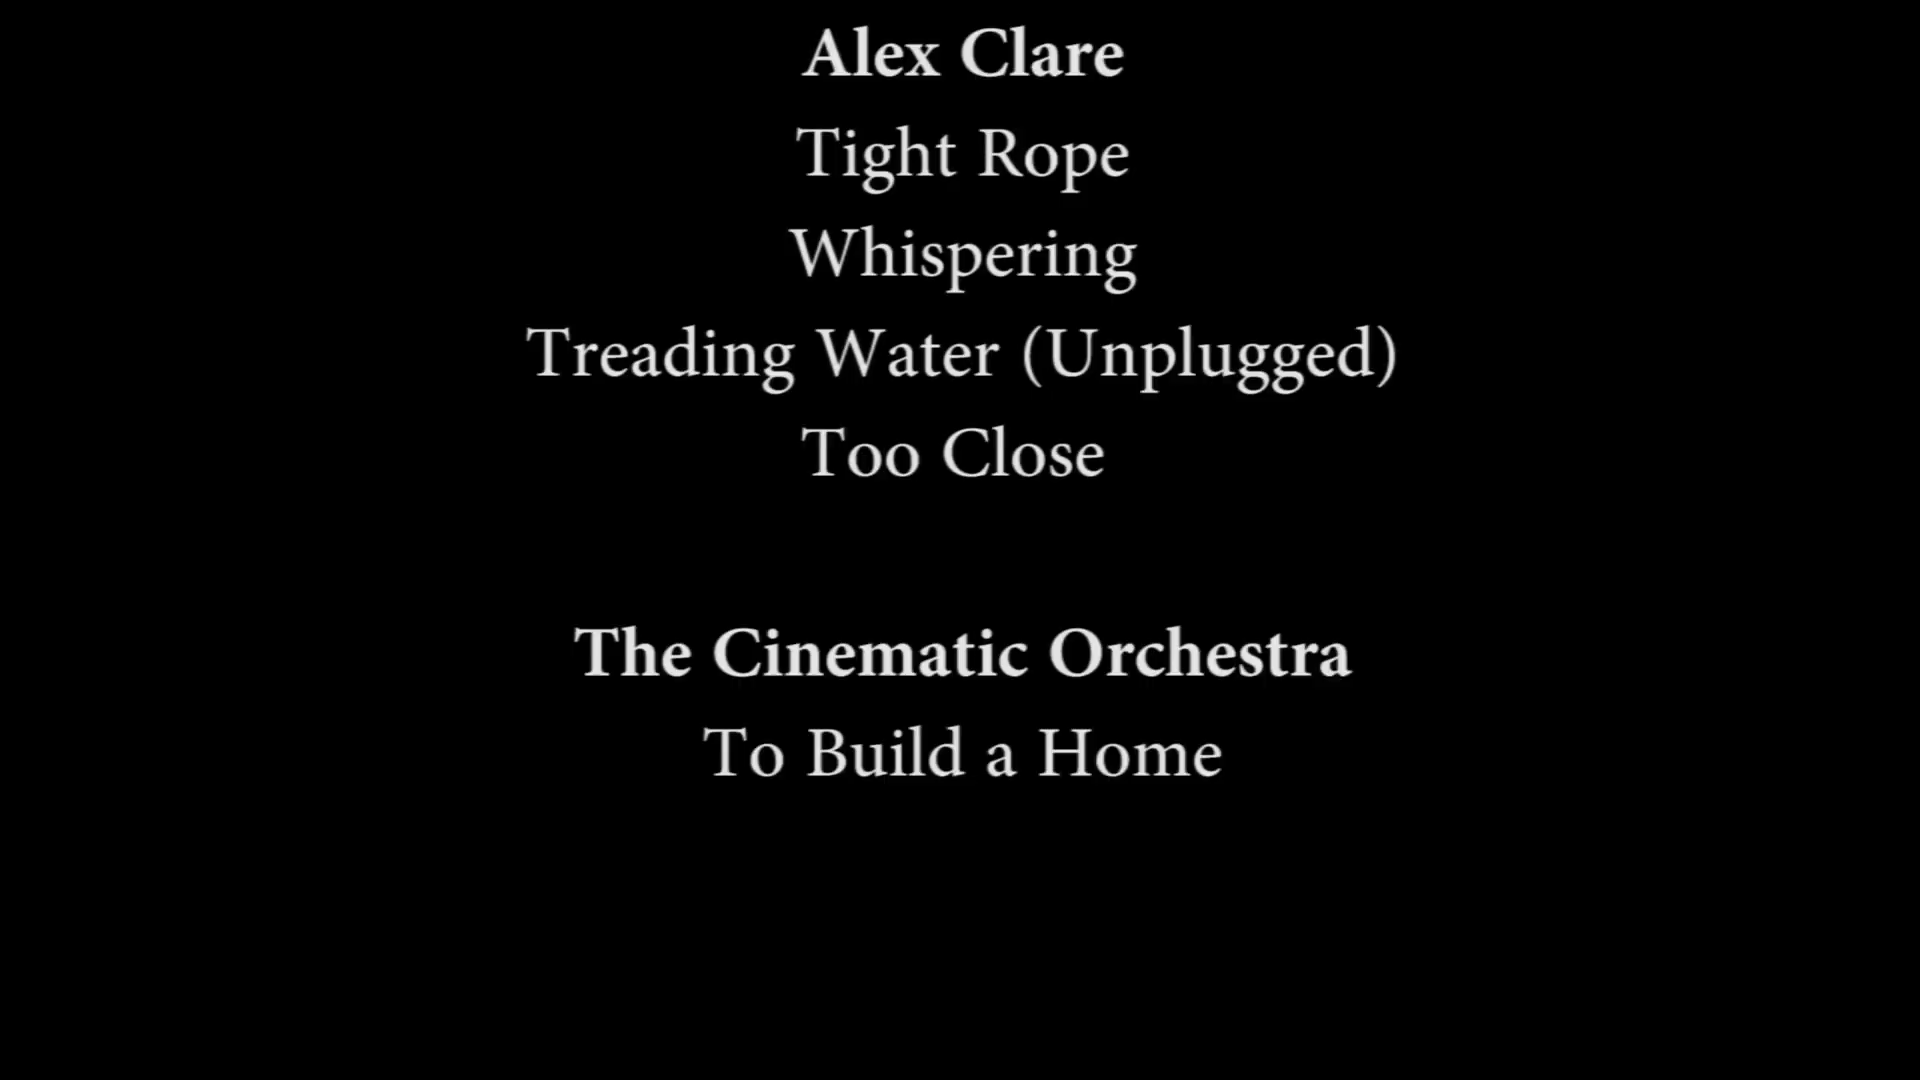 Alex Clare
Tight Rope
Whispering
Treading Water (Unplugged)
Too Close
The Cinematic Orchestra
To Build a Home